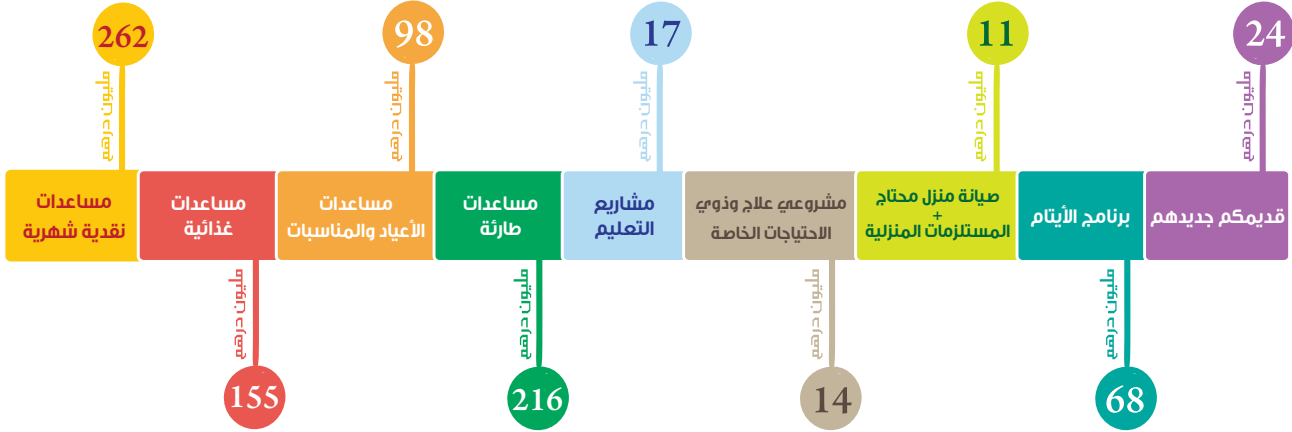 24
مليون درهم
قديمكم جديدهم
برنامج الأيتام
مليون درهم
68
11
مليون درهم
صيانة منزل محتاج
+
المستلزمات المنزلية
مشروعي علاج وذوي
الاحتياجات الخاصة
مليون درهم
14
17
مليون درهم
مشاريع
التعليم
مساعدات
طارئة
مليون درهم
216
98
مليون درهم
مساعدات
الأعياد والمناسبات
مساعدات
غذائية
مليون درهم
155
262
مليون درهم
مساعدات
نقدية شهرية